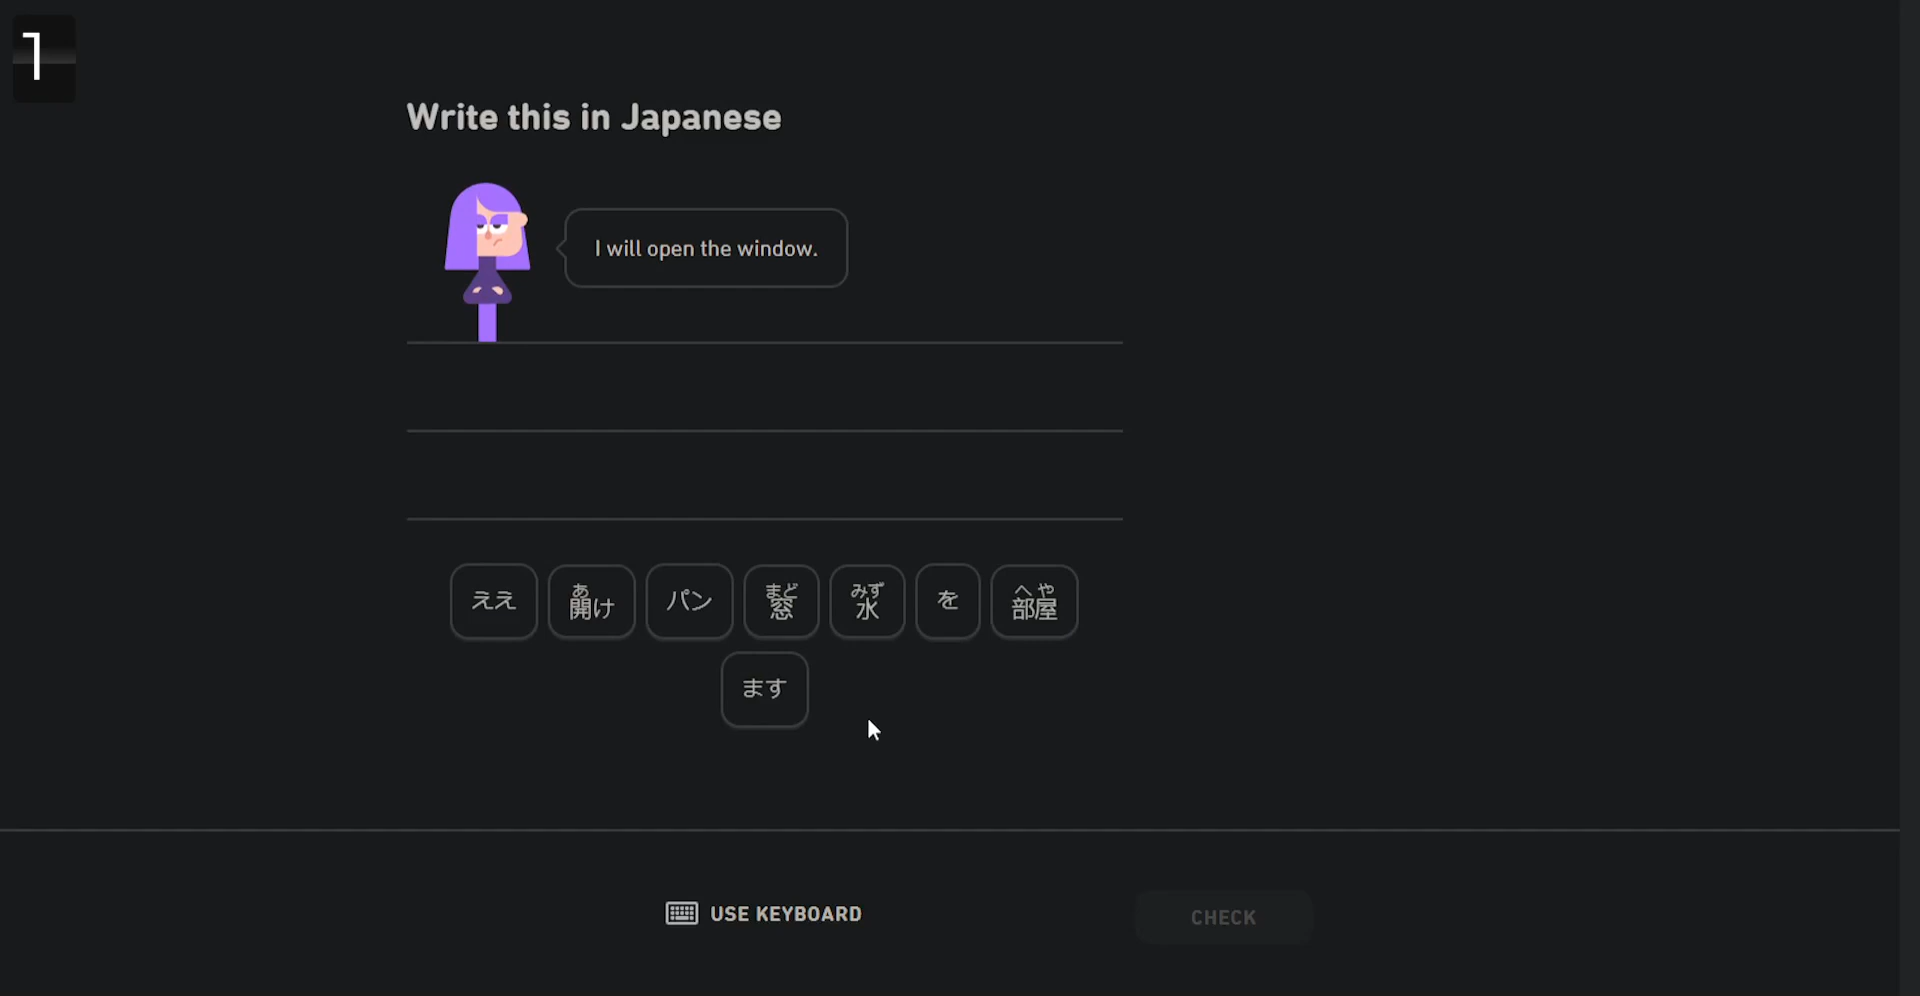 1
Write this in Japanese
I will open the window.
ええ 開け パン 窓 水 を 部屋
あ まど みず へや
ます
USE KEYBOARD
CHECK